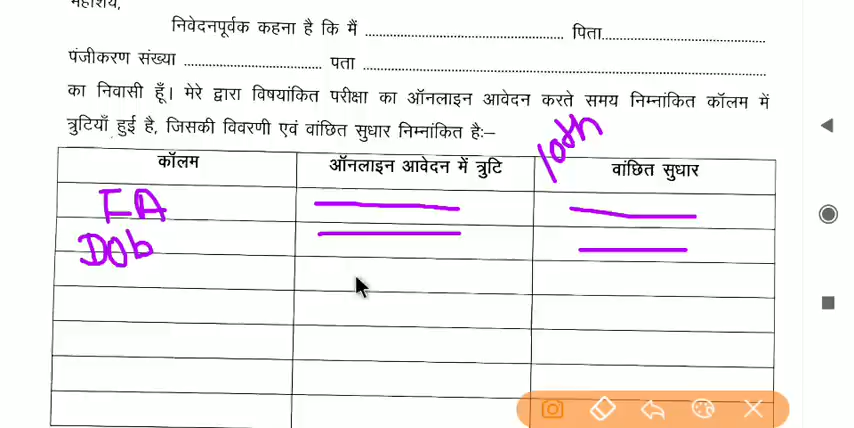 महाशय,
निवेदनपूर्वक कहना है कि मैं ........................................................ पिता..............................................
पंजीकरण संख्या .............................. पता ................................................................................................................
का निवासी हूँ। मेरे द्वारा विषयांकित परीक्षा का ऑनलाइन आवेदन करते समय निम्नांकित कॉलम में
त्रुटियाँ हुई है, जिसकी विवरणी एवं वांछित सुधार निम्नांकित है:–
10th
कॉलम ऑनलाइन आवेदन में त्रुटि वांछित सुधार
FA
DOb